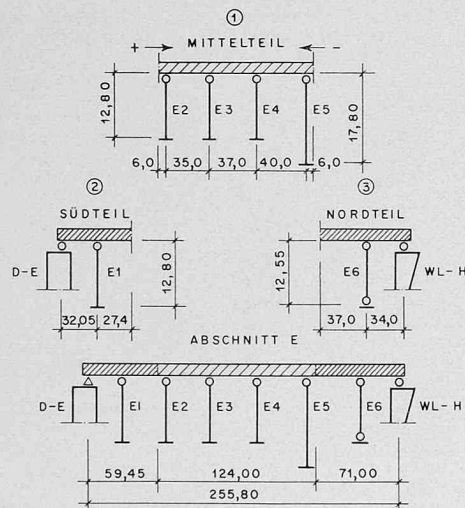 1
+ MITTELTEIL -
12,80
E2 E3 E4 E5
17,80
6,0 35,0 37,0 40,0 6,0
2 3
SÜDTEIL NORDTEIL
D-E E1 12,80 12,55 E6 WL-H
32,05 27,4 37,0 34,0
ABSCHNITT E
D-E E1 E2 E3 E4 E5 E6 WL-H
59,45 124,00 71,00
255,80